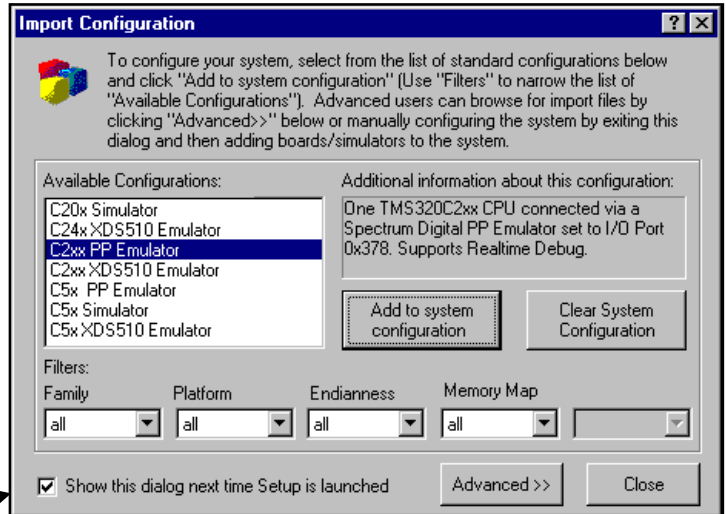 Import Configuration
To configure your system, select from the list of standard configurations below
and click "Add to system configuration" (Use "Filters" to narrow the list of
"Available Configurations"). Advanced users can browse for import files by
clicking "Advanced>>" below or manually configuring the system by exiting this
dialog and then adding boards/simulators to the system.
Available Configurations:
C20x Simulator
C24x XDS510 Emulator
C2xx PP Emulator
C2xx XDS510 Emulator
C5x PP Emulator
C5x Simulator
C5x XDS510 Emulator
Additional information about this configuration:
One TMS320C2xx CPU connected via a
Spectrum Digital PP Emulator set to I/O Port
0x378. Supports Realtime Debug.
Add to system
configuration
Clear System
Configuration
Filters:
Family
Platform
Endianness
Memory Map
all
all
all
all
Show this dialog next time Setup is launched
Advanced >>
Close